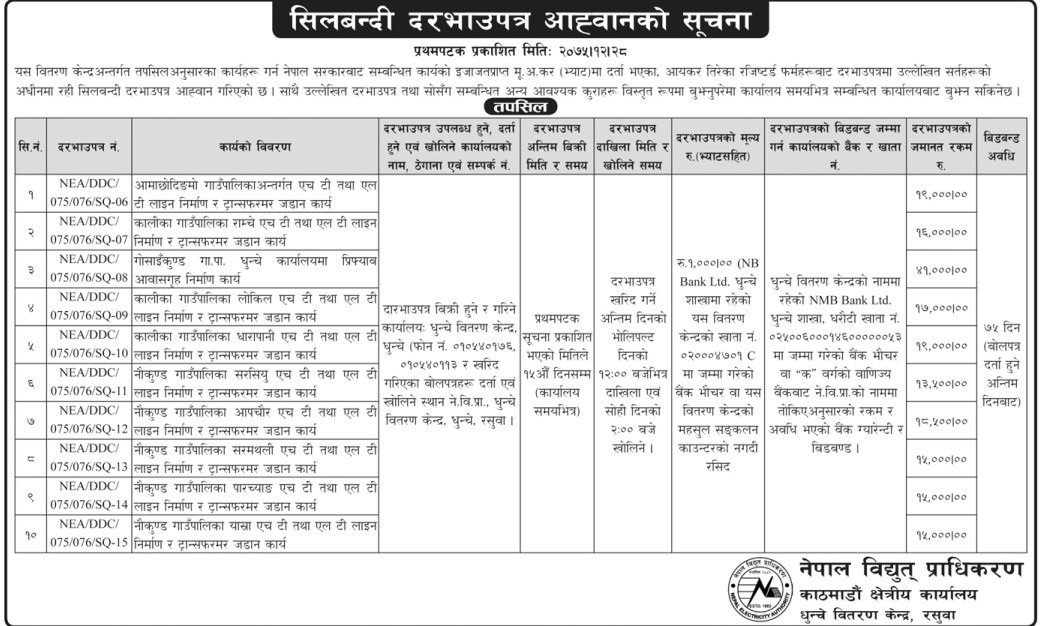 सिलबन्दी दरभाउपत्र आह्वानको सूचना
प्रथमपटक प्रकाशित मितिः २०७५।१२।२८
यस वितरण केन्द्रअन्तर्गत तपसिलअनुसारका कार्यहरू गर्न नेपाल सरकारबाट सम्बन्धित कार्यको इजाजतप्राप्त मू.अ.कर (भ्याट)मा दर्ता भएका, आयकर तिरेका रजिष्टर्ड फर्महरूबाट दरभाउपत्रमा उल्लेखित सर्तहरूको
अधीनमा रही सिलबन्दी दरभाउपत्र आह्वान गरिएको छ । साथै उल्लेखित दरभाउपत्र तथा सोसँग सम्बन्धित अन्य आवश्यक कुराहरू विस्तृत रूपमा बुझ्नुपरेमा कार्यालय समयभित्र सम्बन्धित कार्यालयबाट बुझ्न सकिनेछ ।
तपसिल
सि.नं.
दरभाउपत्र नं.
कार्यको विवरण
दरभाउपत्र उपलब्ध हुने, दर्ता
हुने एवं खोलिने कार्यालयको
नाम, ठेगाना एवं सम्पर्क नं.
दरभाउपत्र
अन्तिम बिक्री
मिति र समय
दरभाउपत्र
दाखिला मिति र
खोलिने समय
दरभाउपत्रको मूल्य
रु.(भ्याटसहित)
दरभाउपत्रको बिडबन्ड जम्मा
गर्न कार्यालयको बैंक र खाता
नं.
दरभाउपत्रको
जमानत रकम
रु.
बिडबन्ड
अवधि
१
NEA/DDC/
075/076/SQ-06
आमाछोदिङमो गाउँपालिकाअन्तर्गत एच टी तथा एल
टी लाइन निर्माण र ट्रान्सफरमर जडान कार्य
१९,०००।००
२
NEA/DDC/
075/076/SQ-07
कालीका गाउँपालिका राम्चे एच टी तथा एल टी लाइन
निर्माण र ट्रान्सफरमर जडान कार्य
१६,०००।००
३
NEA/DDC/
075/076/SQ-08
गोसाइँकुण्ड गा.पा. धुन्चे कार्यालयमा प्रिफ्याब
आवासगृह निर्माण कार्य
४१,०००।००
४
NEA/DDC/
075/076/SQ-09
कालीका गाउँपालिका लोकिल एच टी तथा एल टी
लाइन निर्माण र ट्रान्सफरमर जडान कार्य
१७,०००।००
५
NEA/DDC/
075/076/SQ-10
कालीका गाउँपालिका धारापानी एच टी तथा एल टी
लाइन निर्माण र ट्रान्सफरमर जडान कार्य
१९,०००।००
६
NEA/DDC/
075/076/SQ-11
नौकुण्ड गाउँपालिका सरसियु एच टी तथा एल टी
लाइन निर्माण र ट्रान्सफरमर जडान कार्य
१३,५००।००
७
NEA/DDC/
075/076/SQ-12
नौकुण्ड गाउँपालिका आपचौर एच टी तथा एल टी
लाइन निर्माण र ट्रान्सफरमर जडान कार्य
१८,५००।००
८
NEA/DDC/
075/076/SQ-13
नौकुण्ड गाउँपालिका सरमथली एच टी तथा एल टी
लाइन निर्माण र ट्रान्सफरमर जडान कार्य
१५,०००।००
९
NEA/DDC/
075/076/SQ-14
नौकुण्ड गाउँपालिका पारच्याङ एच टी तथा एल टी
लाइन निर्माण र ट्रान्सफरमर जडान कार्य
१५,०००।००
१०
NEA/DDC/
075/076/SQ-15
नौकुण्ड गाउँपालिका यास्रा एच टी तथा एल टी लाइन
निर्माण र ट्रान्सफरमर जडान कार्य
१५,०००।००
दारभाउपत्र बिक्री हुने र गरिने
कार्यालयः धुन्चे वितरण केन्द्र,
धुन्चे (फोन नं. ०१०५४०१७६,
०१०५४०११३ र खरिद
गरिएका बोलपत्रहरू दर्ता एवं
खोलिने स्थान ने.वि.प्रा., धुन्चे
वितरण केन्द्र, धुन्चे, रसुवा ।
प्रथमपटक
सूचना प्रकाशित
भएको मितिले
१५औं दिनसम्म
(कार्यालय
समयभित्र)
दरभाउपत्र
खरिद गर्ने
अन्तिम दिनको
भोलिपल्ट
दिनको
१२:०० बजेभित्र
दाखिला एवं
सोही दिनको
२:०० बजे
खोलिने ।
रु.१,०००।०० (NB
Bank Ltd. धुन्चे
शाखामा रहेको
यस वितरण
केन्द्रको खाता नं.
०२०००४७०१ C
मा जम्मा गरेको
बैंक भौचर वा यस
वितरण केन्द्रको
महसुल सङ्कलन
काउन्टरको नगदी
रसिद
धुन्चे वितरण केन्द्रको नाममा
रहेको NMB Bank Ltd.
धुन्चे शाखा, धरौटी खाता नं.
०२५००६०००१४६००००००५३
मा जम्मा गरेको बैंक भौचर
वा “क” वर्गको वाणिज्य
बैंकबाट ने.वि.प्रा.को नाममा
तोकिएअनुसारको रकम र
अवधि भएको बैंक ग्यारेन्टी र
बिडबण्ड ।
७५ दिन
(बोलपत्र
दर्ता हुने
अन्तिम
दिनबाट)
नेपाल विद्युत् प्राधिकरण
NEPAL ELECTRICITY AUTHORITY
ESTD. 1985
नेपाल विद्युत् प्राधिकरण
काठमाडौं क्षेत्रीय कार्यालय
धुन्चे वितरण केन्द्र, रसुवा